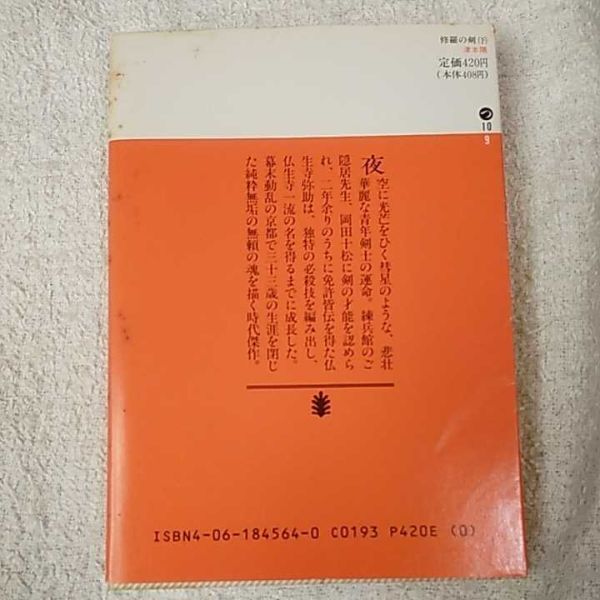 修羅の剣(下)
津本陽
定価420円
(本体408円)
つ
10
9
夜空に光芒をひく彗星のような、悲壮
華麗な青年剣士の運命。練兵館のご
隠居先生、岡田十松に剣の才能を認めら
れ、二年余りのうちに免許皆伝を得た仏
生寺弥助は、独特の必殺技を編み出し、
仏生寺一流の名を得るまでに成長した。
幕末動乱の京都で三十三歳の生涯を閉じ
た純粋無垢の無頼の魂を描く時代傑作。
ISBN4-06-184564-0 C0193 P420E (0)